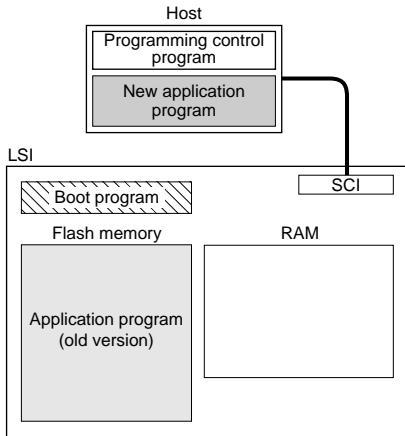 Host
Programming control
program
New application
program
LSI
SCI
Boot program
Flash memory
RAM
Application program
(old version)